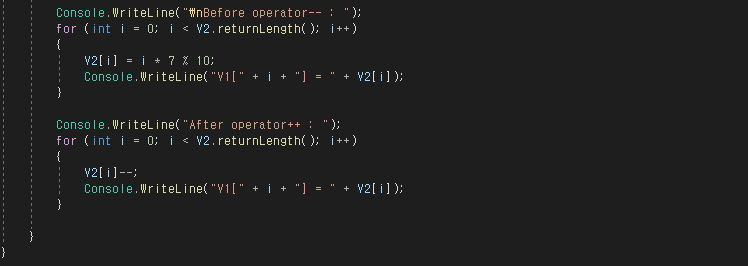 Console.WriteLine("₩nBefore operator-- : ");
for (int i = 0; i < V2.returnLength(); i++)
{
V2[i] = i * 7 % 10;
Console.WriteLine("V1[" + i + "] = " + V2[i]);
}
Console.WriteLine("After operator++ : ");
for (int i = 0; i < V2.returnLength(); i++)
{
V2[i]--;
Console.WriteLine("V1[" + i + "] = " + V2[i]);
}
}
}